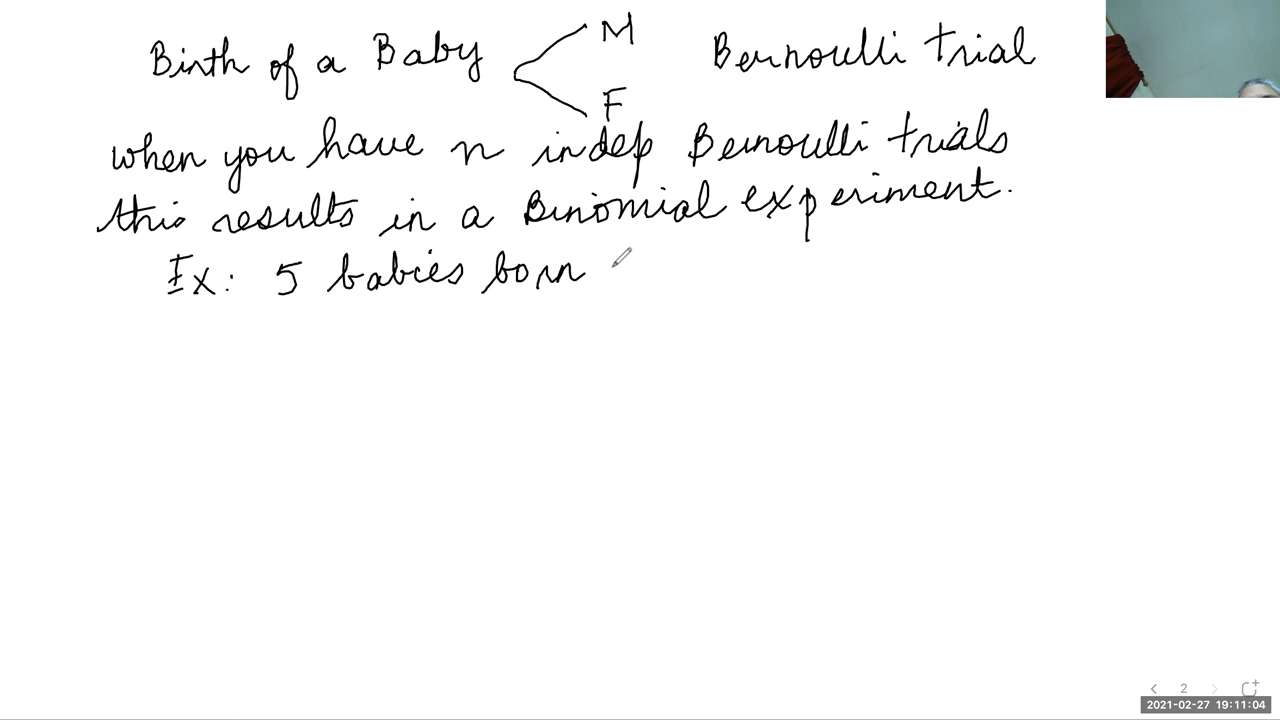 Birth of a Baby M Bernoulli trial
F
when you have n indep Bernoulli trials
this results in a Binomial experiment.
Ex: 5 babies born
2
2021-02-27 19:11:04